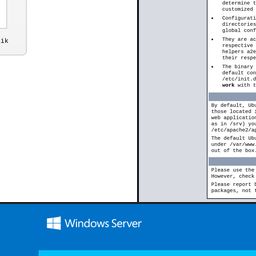 ik
determine t
customized
Configurati
directories
global conf
They are ac
respective
helpers a2e
their respe
The binary
default con
/etc/init.d
work with t
By default, Ubu
those located i
web application
as in /srv) you
/etc/apache2/ap
The default Ubu
under /var/www.
out of the box.
Please use the
However, check
Please report b
packages, not t
Windows Server